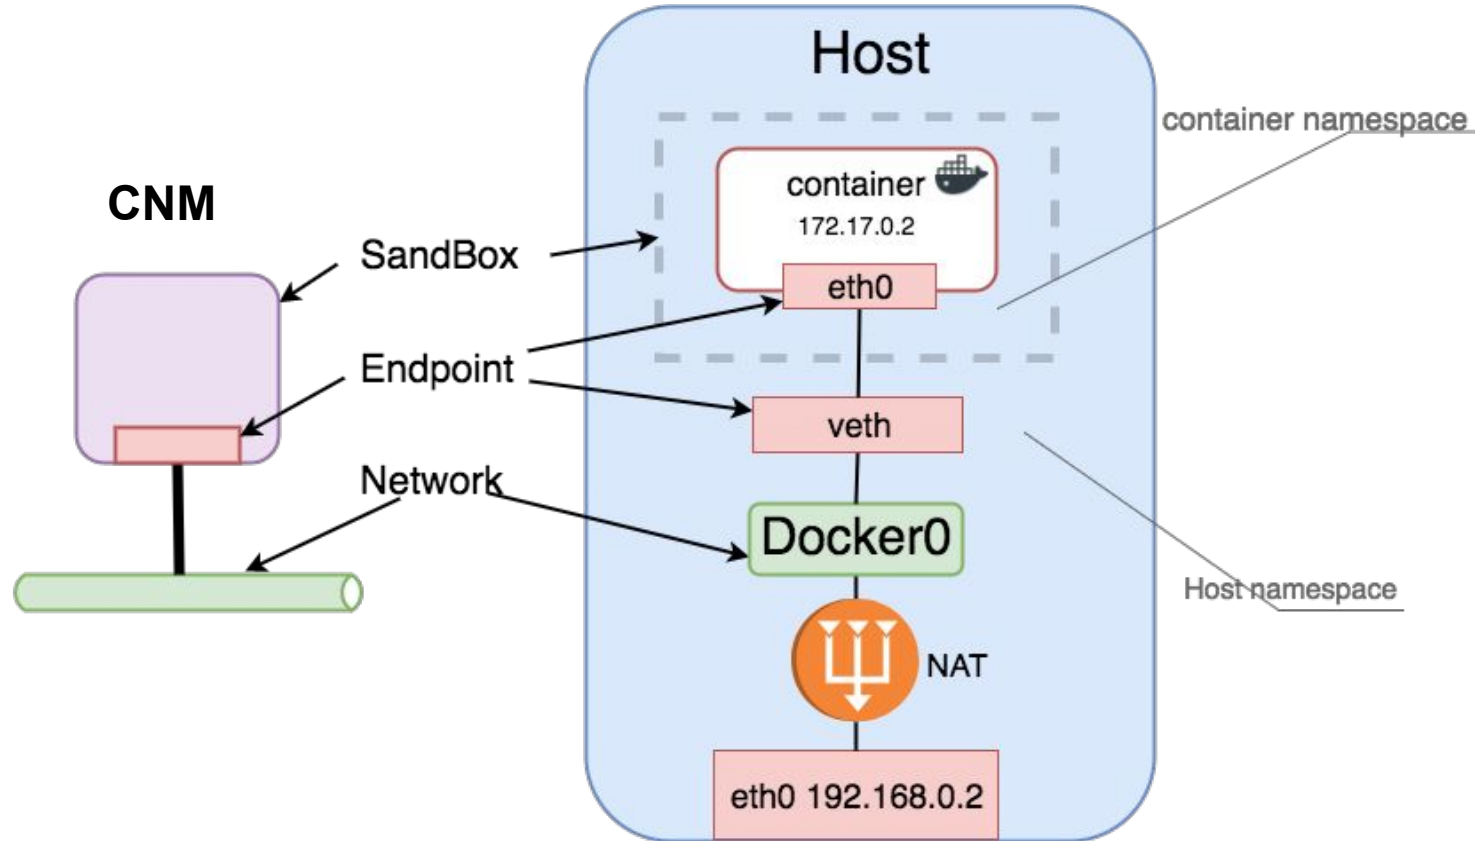 Host
container namespace
container
172.17.0.2
CNM
SandBox
eth0
Endpoint
veth
Network
Docker0
Host namespace
NAT
eth0 192.168.0.2